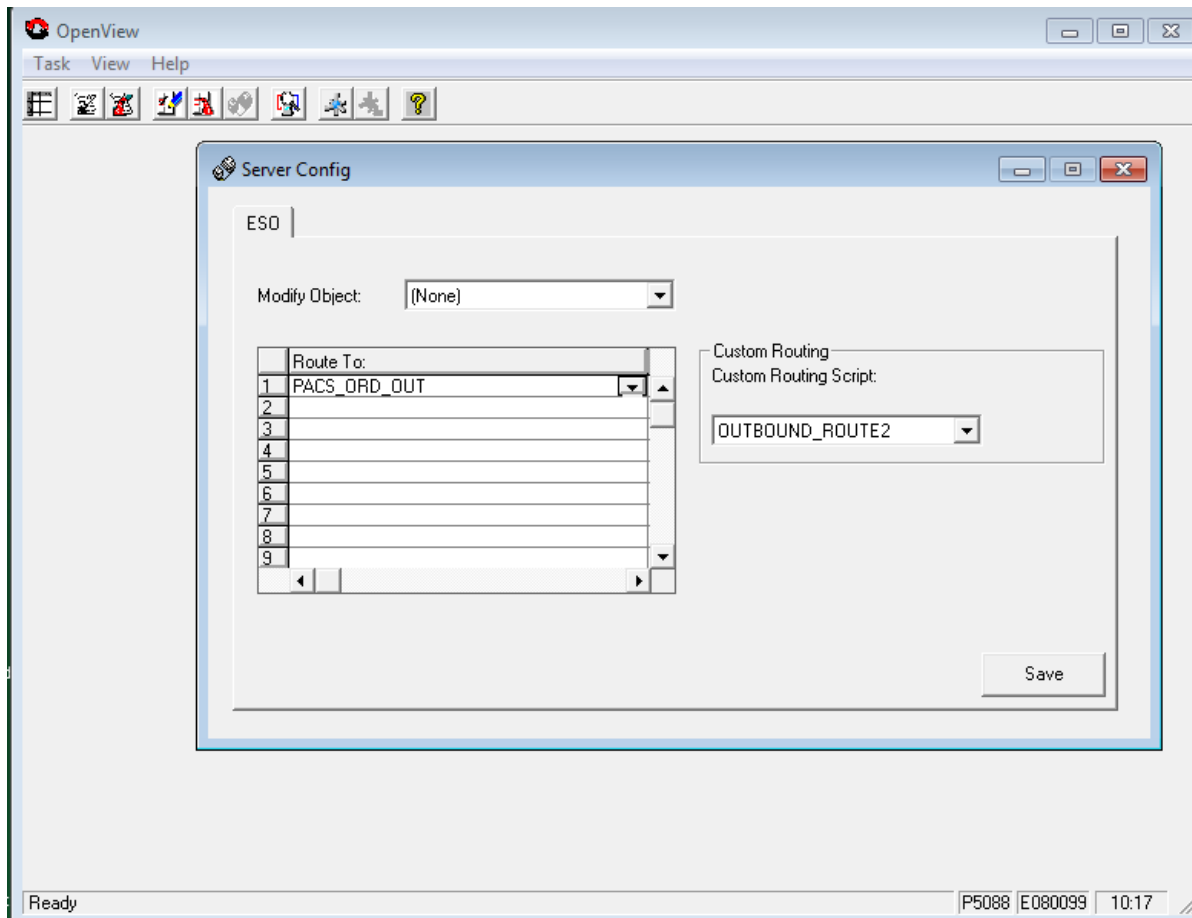 OpenView
Task View Help
Server Config
ESO
Modify Object: (None)
Route To:
1 PACS_ORD_OUT
2
3
4
5
6
7
8
9
Custom Routing
Custom Routing Script:
OUTBOUND_ROUTE2
Save
Ready P5088 E080099 10:17